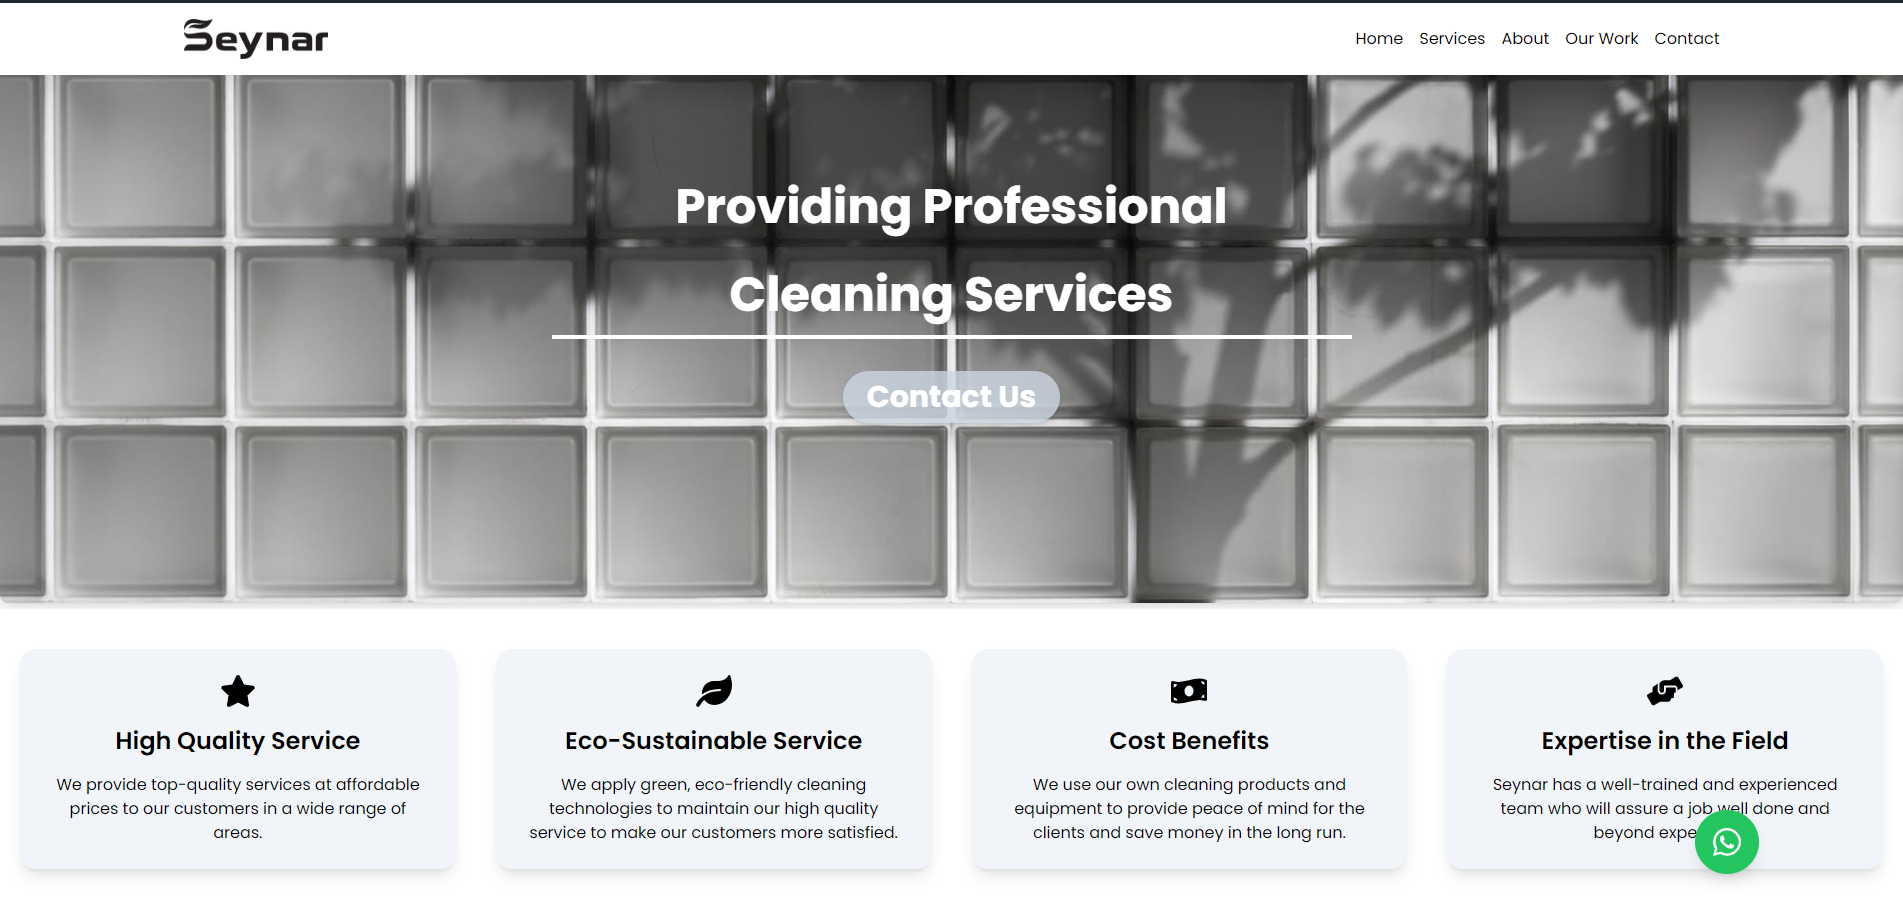 Seynar
Home Services About Our Work Contact
Providing Professional
Cleaning Services
Contact Us
High Quality Service
We provide top-quality services at affordable
prices to our customers in a wide range of
areas.
Eco-Sustainable Service
We apply green, eco-friendly cleaning
technologies to maintain our high quality
service to make our customers more satisfied.
Cost Benefits
We use our own cleaning products and
equipment to provide peace of mind for the
clients and save money in the long run.
Expertise in the Field
Seynar has a well-trained and experienced
team who will assure a job well done and
beyond